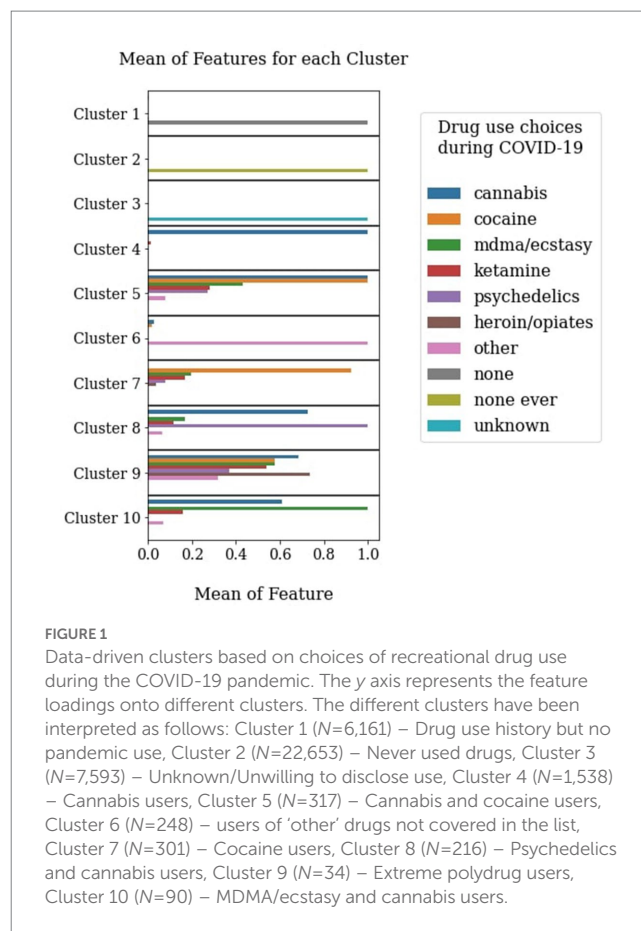 Mean of Features for each Cluster
Cluster 1
Cluster 2
Cluster 3
Cluster 4
Cluster 5
Cluster 6
Cluster 7
Cluster 8
Cluster 9
Cluster 10
0.0 0.2 0.4 0.6 0.8 1.0
Mean of Feature
Drug use choices
during COVID-19
cannabis
cocaine
mdma/ecstasy
ketamine
psychedelics
heroin/opiates
other
none
none ever
unknown
FIGURE 1
Data-driven clusters based on choices of recreational drug use
during the COVID-19 pandemic. The y axis represents the feature
loadings onto different clusters. The different clusters have been
interpreted as follows: Cluster 1 (N=6,161) – Drug use history but no
pandemic use, Cluster 2 (N=22,653) – Never used drugs, Cluster 3
(N=7,593) – Unknown/Unwilling to disclose use, Cluster 4 (N=1,538)
– Cannabis users, Cluster 5 (N=317) – Cannabis and cocaine users,
Cluster 6 (N=248) – users of ‘other’ drugs not covered in the list,
Cluster 7 (N=301) – Cocaine users, Cluster 8 (N=216) – Psychedelics
and cannabis users, Cluster 9 (N=34) – Extreme polydrug users,
Cluster 10 (N=90) – MDMA/ecstasy and cannabis users.